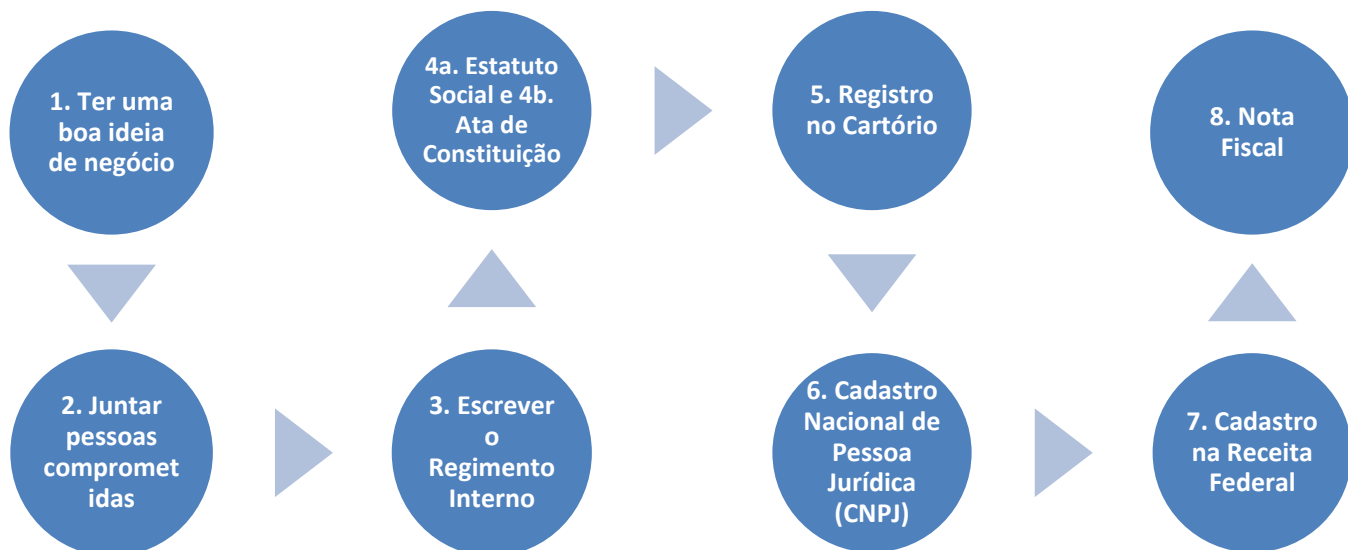 1. Ter uma
boa ideia
de negócio
2. Juntar
pessoas
compromet
idas
3. Escrever
o
Regimento
Interno
4a. Estatuto
Social e 4b.
Ata de
Constituição
5. Registro
no Cartório
6. Cadastro
Nacional de
Pessoa
Jurídica
(CNPJ)
7. Cadastro
na Receita
Federal
8. Nota
Fiscal